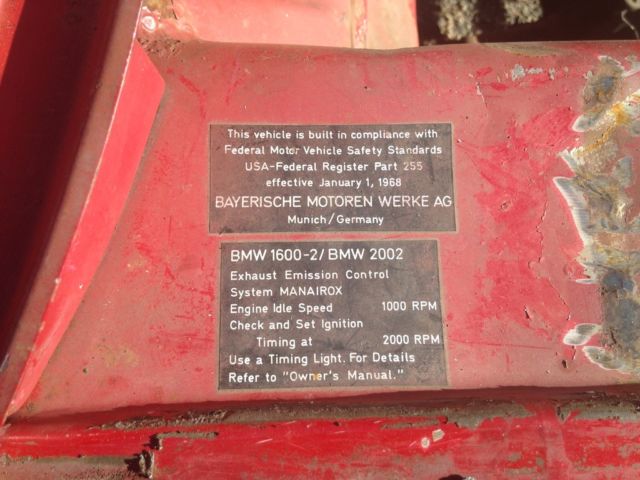 This vehicle is built in compliance with
Federal Motor Vehicle Safety Standards
USA-Federal Register Part 255
effective January 1, 1968
BAYERISCHE MOTOREN WERKE AG
Munich/Germany
BMW 1600-2/BMW 2002
Exhaust Emission Control
System MANAIROX
Engine Idle Speed 1000 RPM
Check and Set Ignition
Timing at 2000 RPM
Use a Timing Light. For Details
Refer to "Owner's Manual."